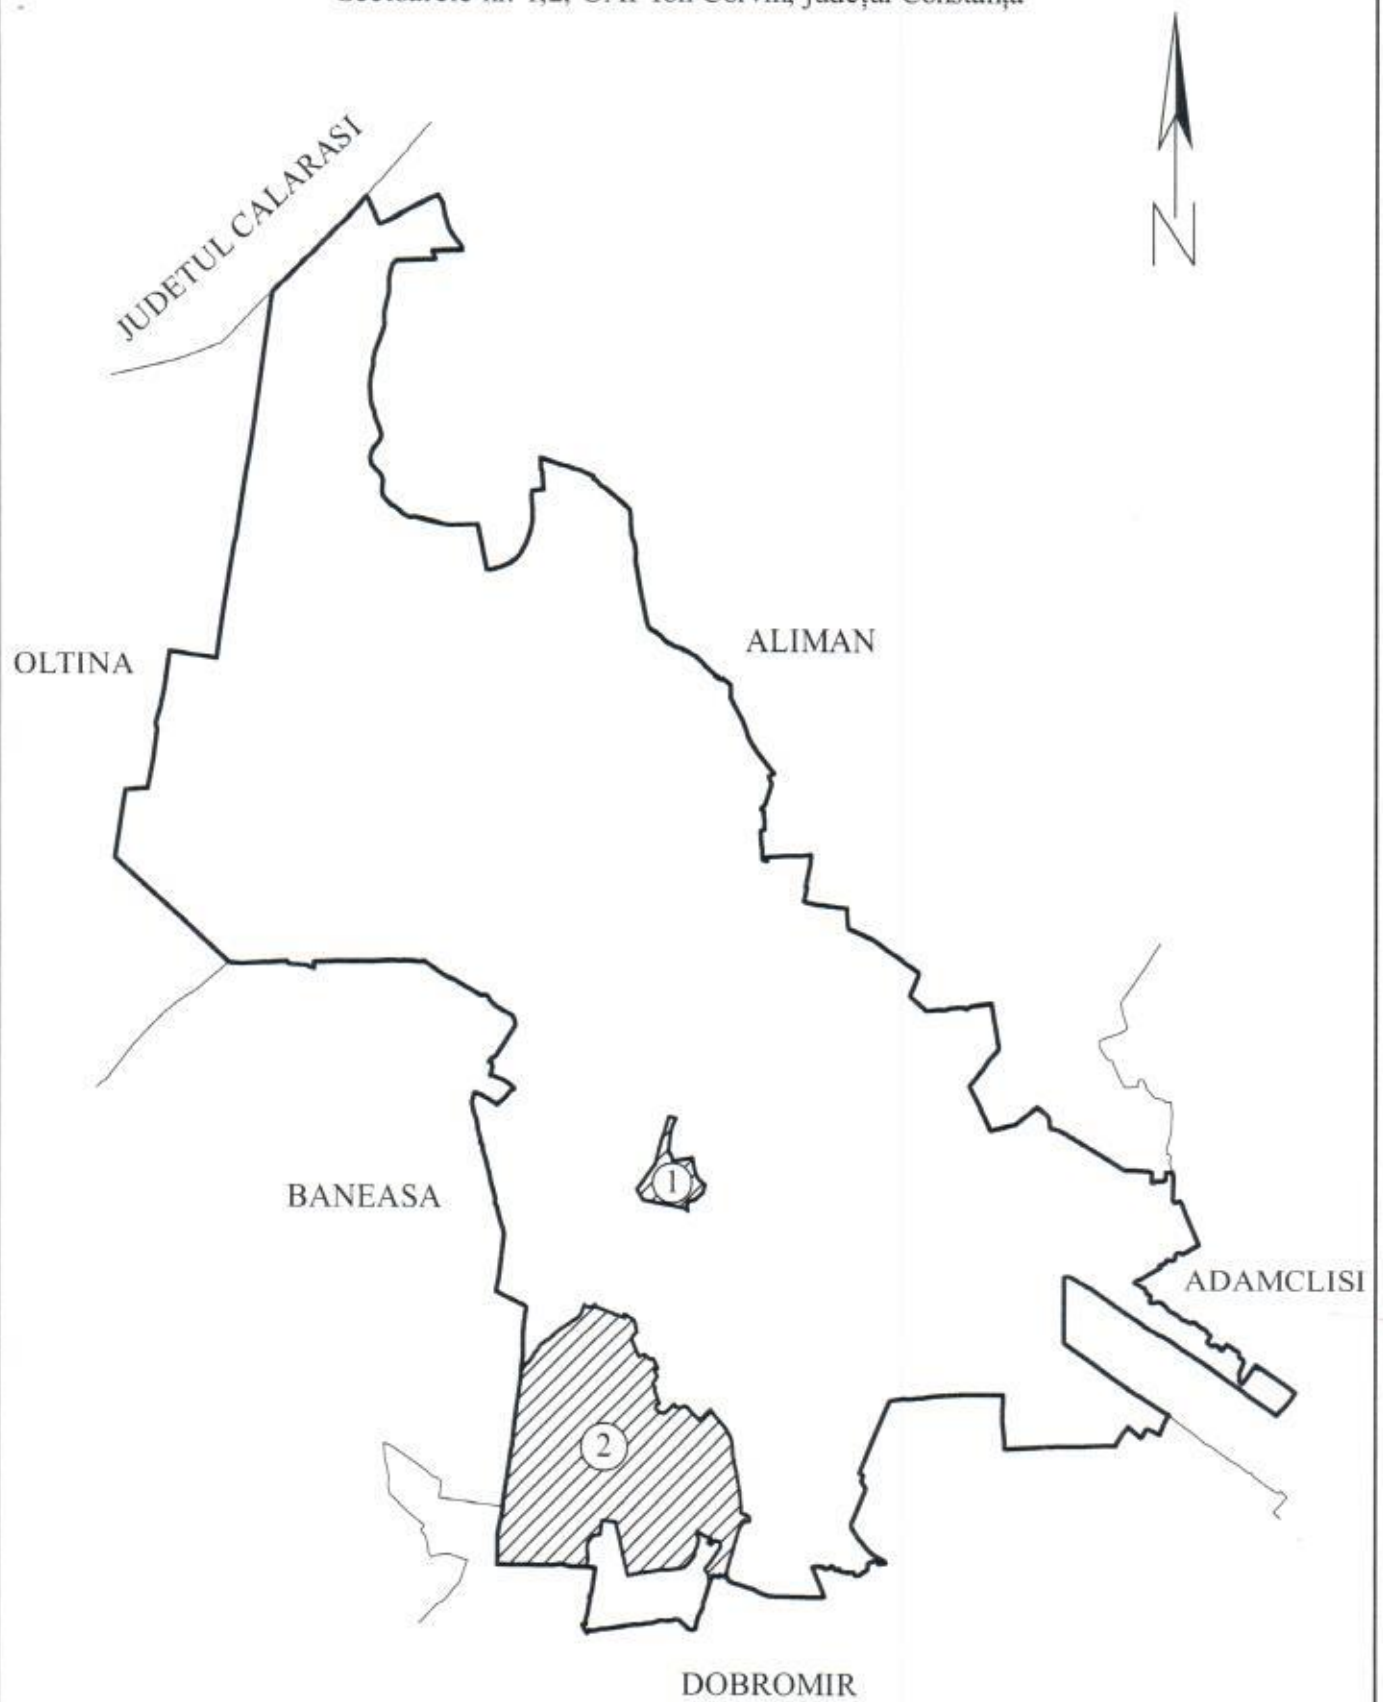 JUDETUL CALARASI
N
OLTINA
ALIMAN
BANEASA
1
ADAMCLISI
2
DOBROMIR